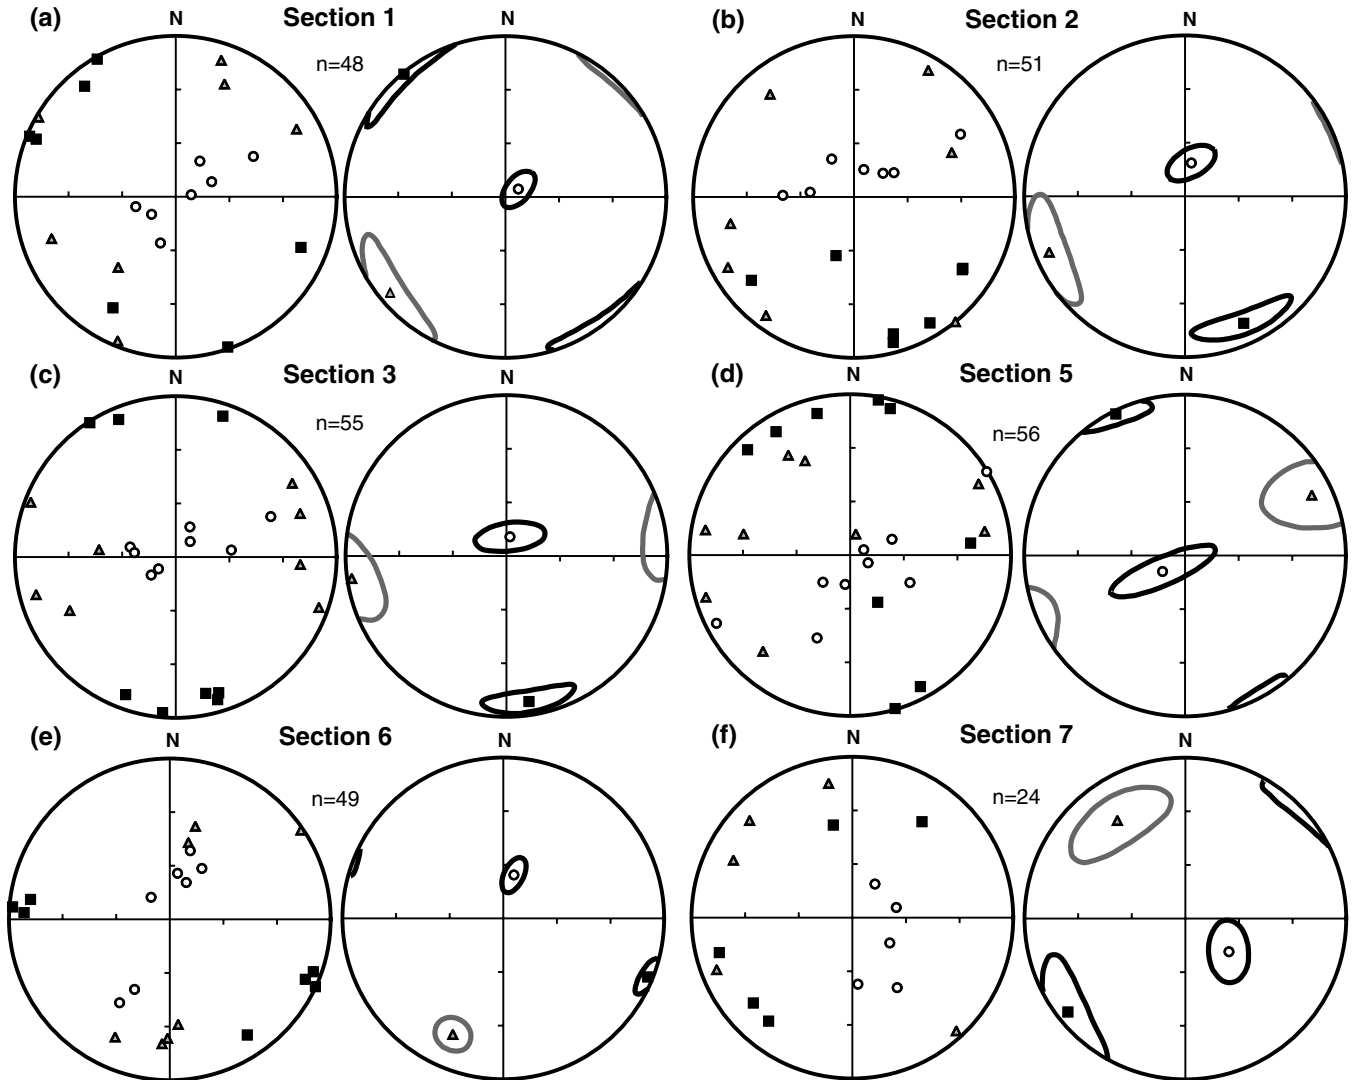 (a) N Section 1 N
n=48
(b) N Section 2 N
n=51
(c) N Section 3 N
n=55
(d) N Section 5 N
n=56
(e) N Section 6 N
n=49
(f) N Section 7 N
n=24